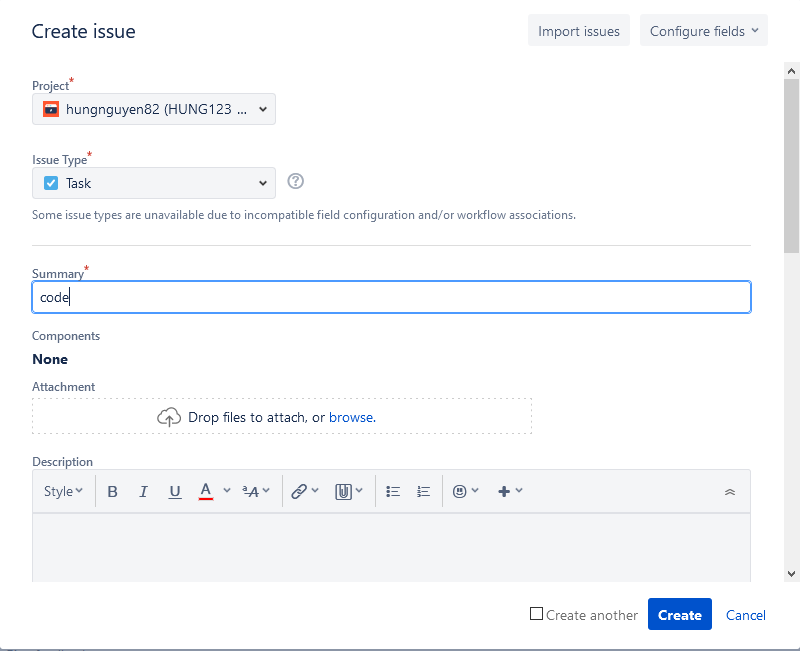 Create issue
Import issues
Configure fields
Project*
hungnguyen82 (HUNG123 ...
Issue Type*
Task
Some issue types are unavailable due to incompatible field configuration and/or workflow associations.
Summary*
code
Components
None
Attachment
Drop files to attach, or browse.
Description
Style B I U A ªA
Create another
Create
Cancel